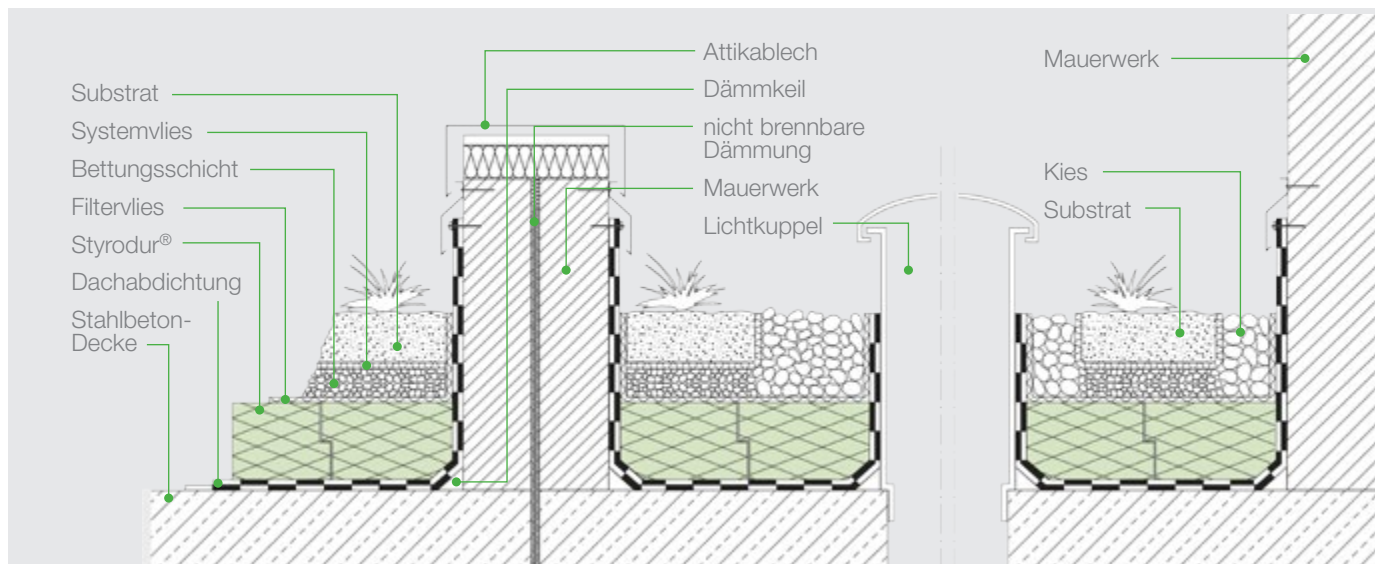 Substrat
Systemvlies
Bettungsschicht
Filtervlies
Styrodur®
Dachabdichtung
Stahlbeton-
Decke
Attikablech
Dämmkeil
nicht brennbare
Dämmung
Mauerwerk
Lichtkuppel
Mauerwerk
Kies
Substrat